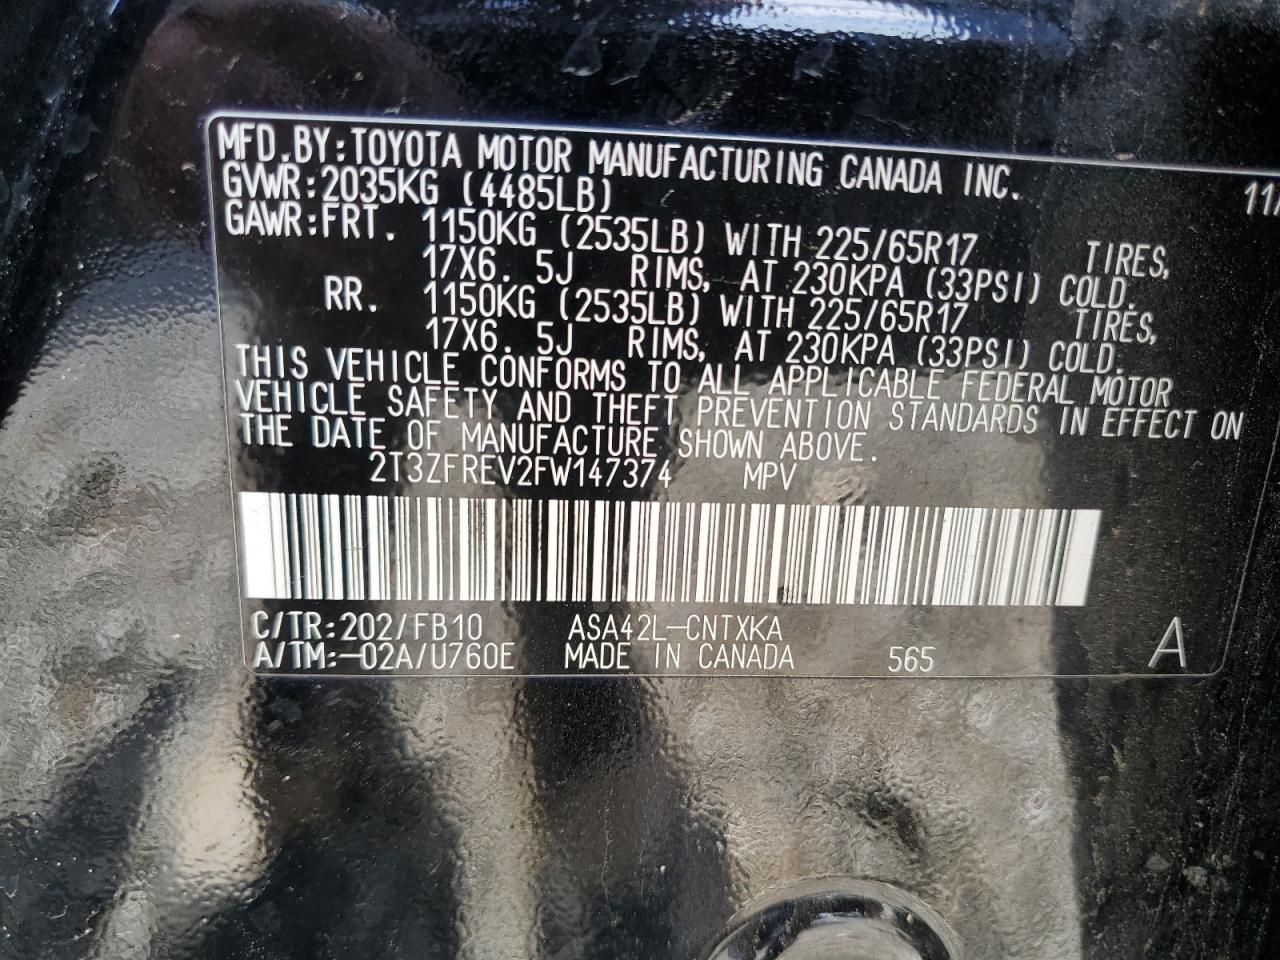 MFD.BY:TOYOTA MOTOR MANUFACTURING CANADA INC.
GVWR:2035KG (4485LB) 11/
GAWR:FRT. 1150KG (2535LB) WITH 225/65R17 TIRES,
17X6. 5J RIMS, AT 230KPA (33PSI) COLD.
RR. 1150KG (2535LB) WITH 225/65R17 TIRES,
17X6. 5J RIMS, AT 230KPA (33PSI) COLD.
THIS VEHICLE CONFORMS TO ALL APPLICABLE FEDERAL MOTOR
VEHICLE SAFETY AND THEFT PREVENTION STANDARDS IN EFFECT ON
THE DATE OF MANUFACTURE SHOWN ABOVE.
2T3ZFREV2FW147374 MPV
C/TR:202/FB10 ASA42L-CNTXKA
A/TM:-02A/U760E MADE IN CANADA 565 A